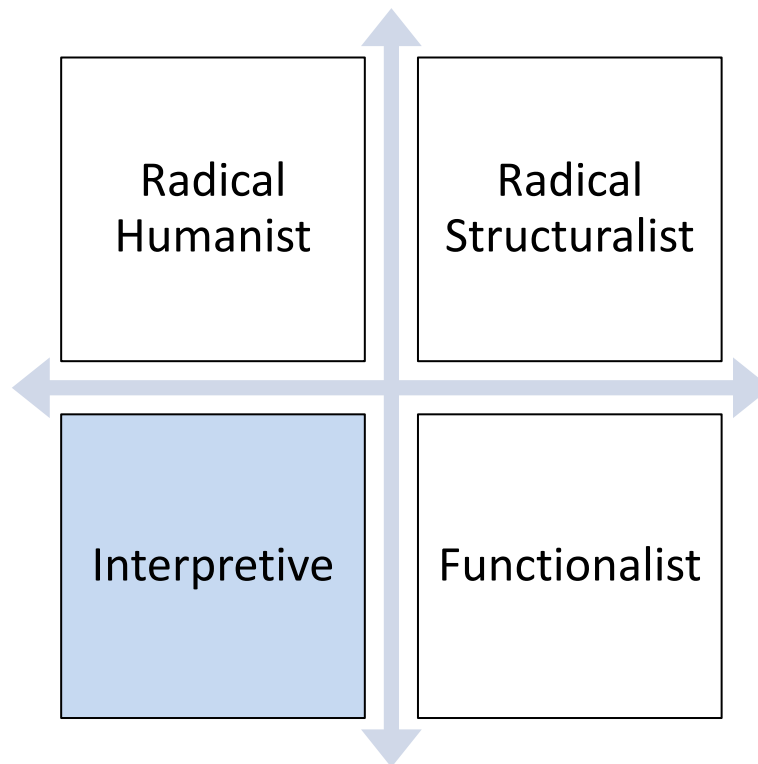 Radical
Humanist
Radical
Structuralist
Interpretive
Functionalist